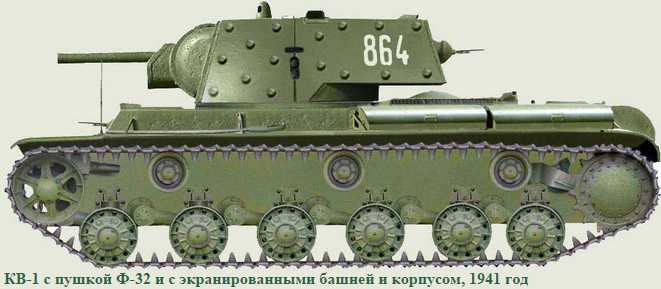 864
КВ-1 с пушкой Ф-32 и с экранированными башней и корпусом, 1941 год